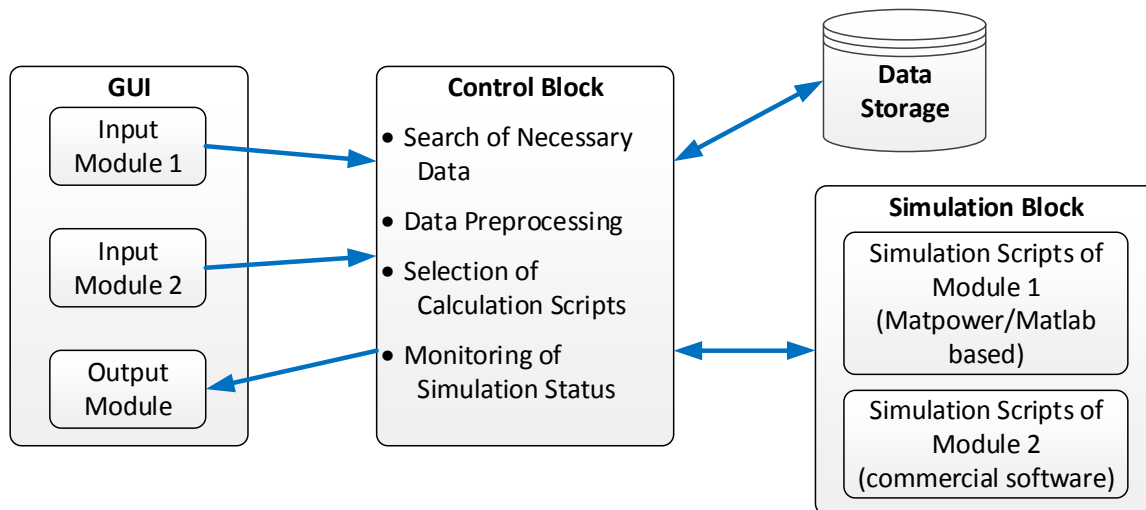 GUI
Input
Module 1
Input
Module 2
Output
Module
Control Block
• Search of Necessary
Data
• Data Preprocessing
• Selection of
Calculation Scripts
• Monitoring of
Simulation Status
Data
Storage
Simulation Block
Simulation Scripts of
Module 1
(Matpower/Matlab
based)
Simulation Scripts of
Module 2
(commercial software)